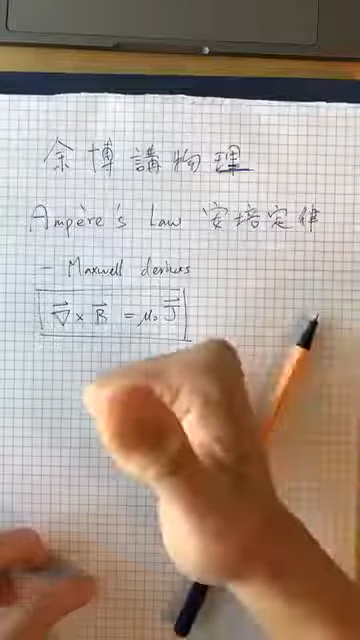 余博講物理
Ampère's Law 安培定律
- Maxwell derives
∇⃗ × B⃗ = μ₀ J⃗